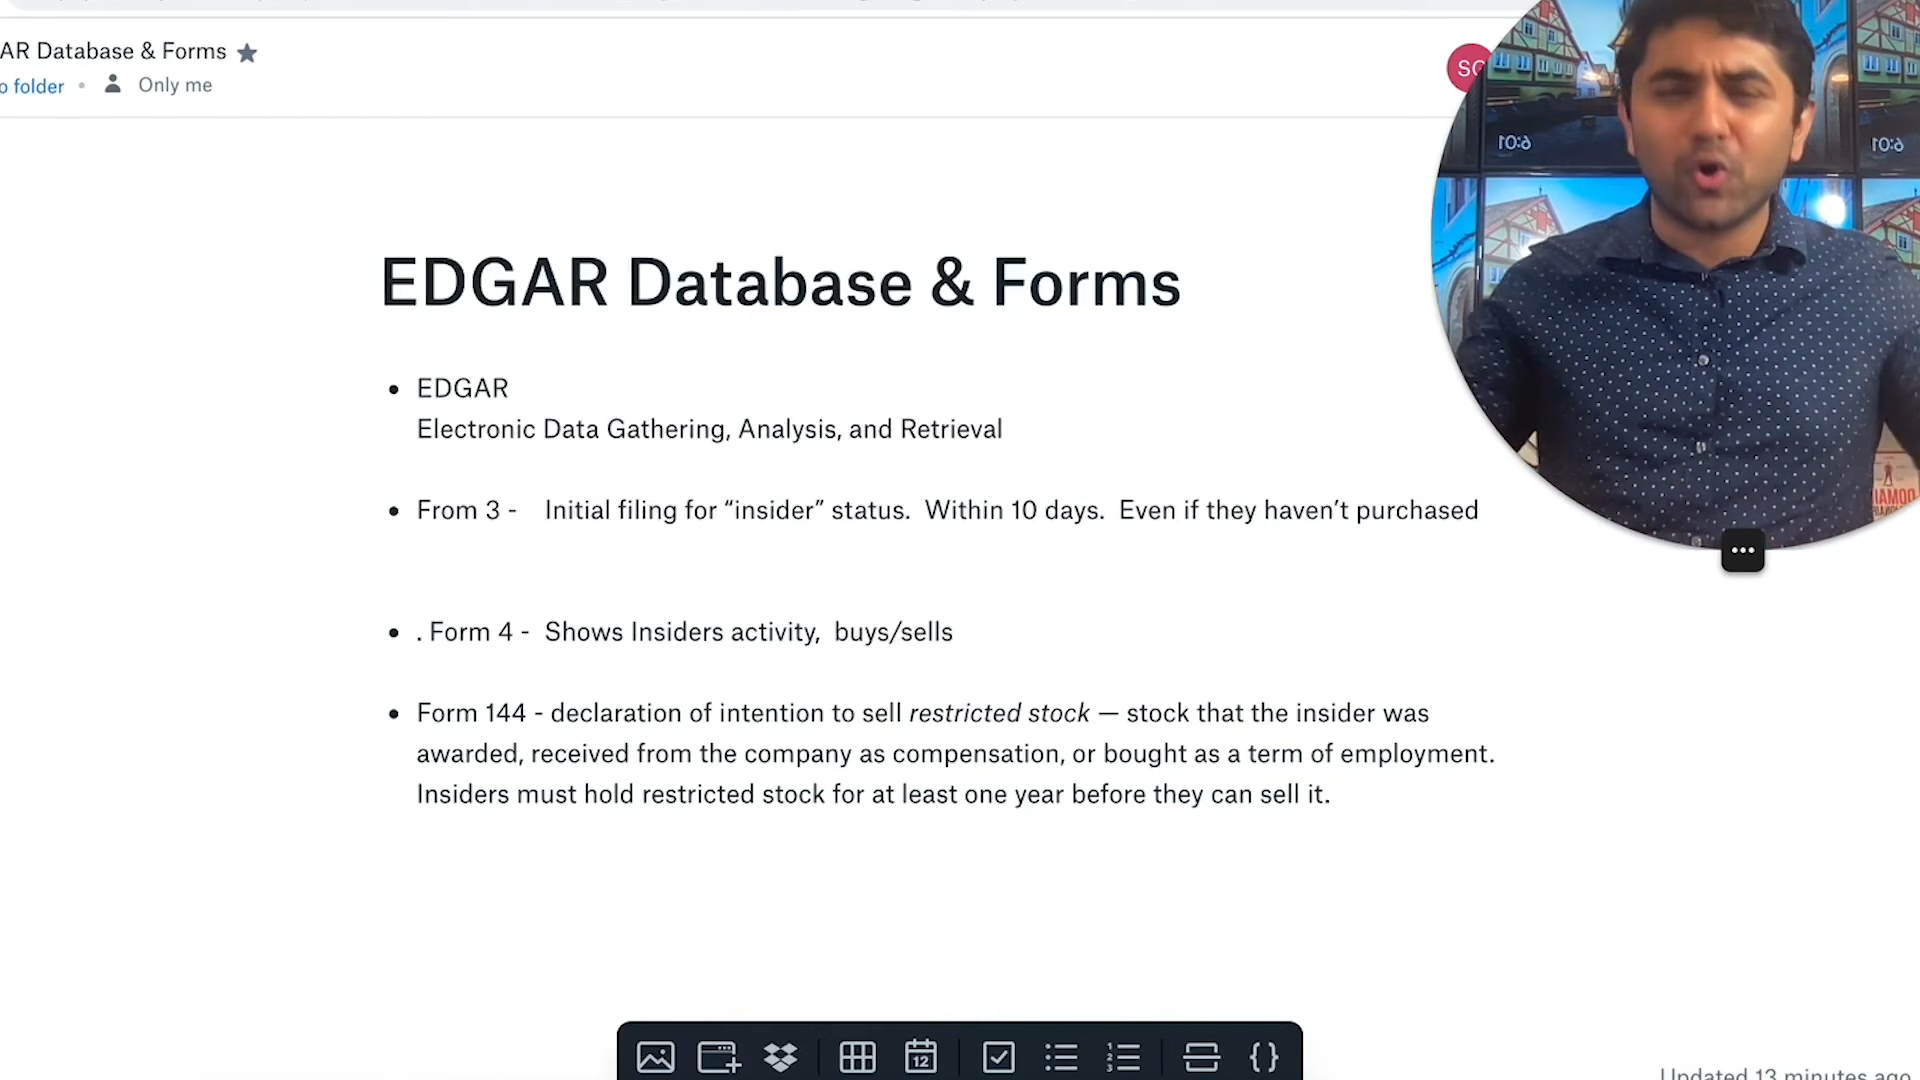 AR Database & Forms
o folder • Only me
SG
EDGAR Database & Forms
• EDGAR
Electronic Data Gathering, Analysis, and Retrieval
• From 3 - Initial filing for “insider” status. Within 10 days. Even if they haven’t purchased
• . Form 4 - Shows Insiders activity, buys/sells
• Form 144 - declaration of intention to sell restricted stock — stock that the insider was
awarded, received from the company as compensation, or bought as a term of employment.
Insiders must hold restricted stock for at least one year before they can sell it.
12
Updated 13 minutes ago